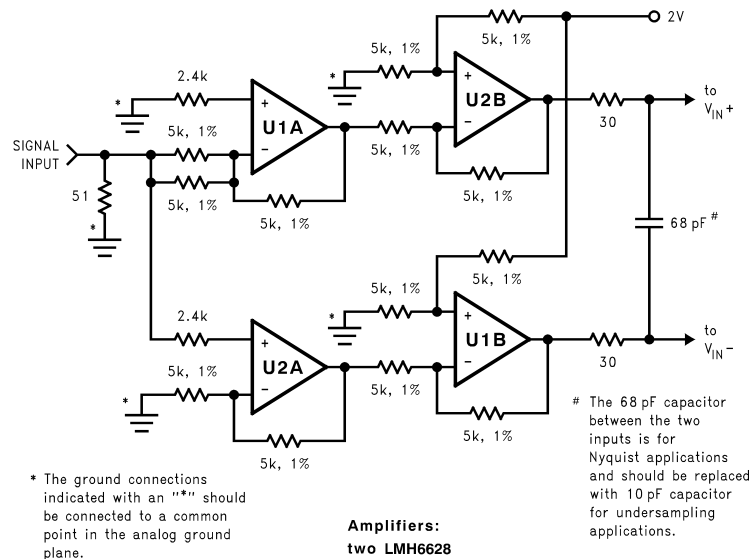 5k, 1%
2V
5k, 1%
*
+
U2B
−
to
V_IN+
30
2.4k
*
+
U1A
−
5k, 1%
SIGNAL
INPUT
5k, 1%
5k, 1%
5k, 1%
5k, 1%
51
*
68 pF #
5k, 1%
5k, 1%
*
+
U1B
−
to
V_IN−
30
2.4k
+
U2A
−
5k, 1%
*
5k, 1%
5k, 1%
5k, 1%
# The 68 pF capacitor
between the two
inputs is for
Nyquist applications
and should be replaced
with 10 pF capacitor
for undersampling
applications.
* The ground connections
indicated with an "*" should
be connected to a common
point in the analog ground
plane.
Amplifiers:
two LMH6628